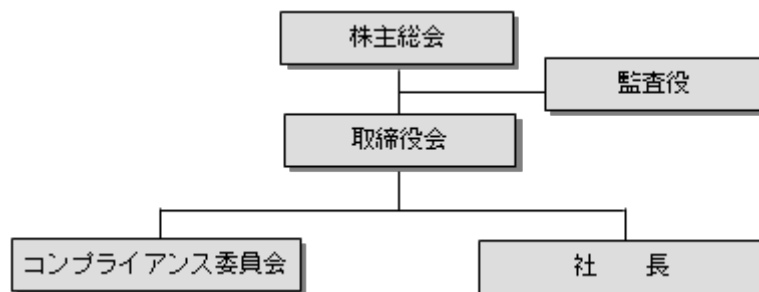 株主総会
監査役
取締役会
コンプライアンス委員会
社　　長